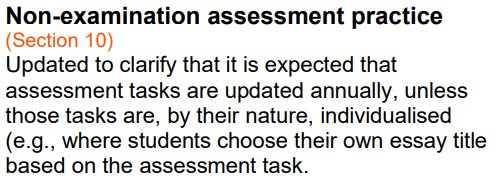 Non-examination assessment practice
(Section 10)
Updated to clarify that it is expected that
assessment tasks are updated annually, unless
those tasks are, by their nature, individualised
(e.g., where students choose their own essay title
based on the assessment task.